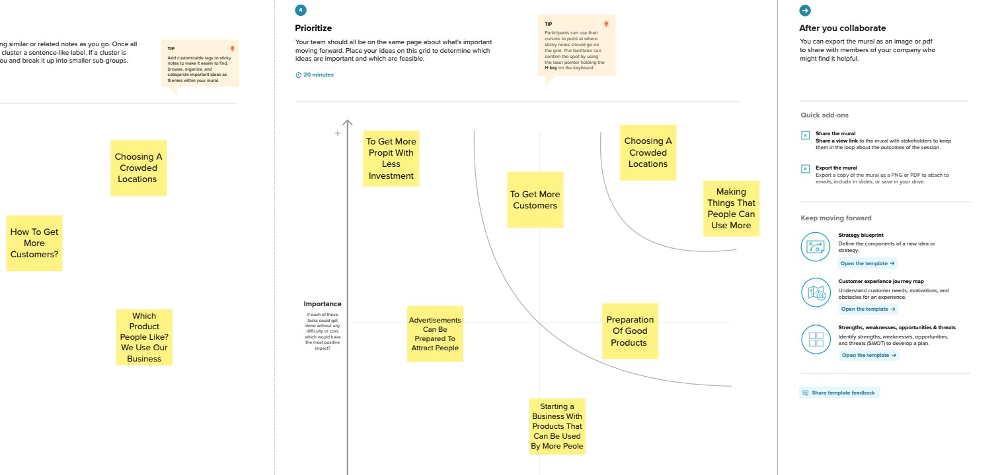 ng similar or related notes as you go. Once all
cluster a sentence-like label. If a cluster is
ou and break it up into smaller sub-groups.
TIP
Add customizable tags to sticky
notes to make it easier to find,
browse, organize, and
categorize important ideas as
themes within your mural.
Choosing A
Crowded
Locations
How To Get
More
Customers?
Which
Product
People Like?
We Use Our
Business
4
Prioritize
Your team should all be on the same page about what's important
moving forward. Place your ideas on this grid to determine which
ideas are important and which are feasible.
20 minutes
TIP
Participants can use their
cursors to point at where
sticky notes should go on
the grid. The facilitator can
confirm the spot by using
the laser pointer holding the
H key on the keyboard.
+
To Get More
Propit With
Less
Investment
To Get More
Customers
Choosing A
Crowded
Locations
Making
Things That
People Can
Use More
Importance
If each of these
tasks could get
done without any
difficulty or cost,
which would have
the most positive
impact?
Advertisements
Can Be
Prepared To
Attract People
Preparation
Of Good
Products
Starting a
Business With
Products That
Can Be Used
By More Peole
After you collaborate
You can export the mural as an image or pdf
to share with members of your company who
might find it helpful.
Quick add-ons
A
Share the mural
Share a view link to the mural with stakeholders to keep
them in the loop about the outcomes of the session.
B
Export the mural
Export a copy of the mural as a PNG or PDF to attach to
emails, include in slides, or save in your drive.
Keep moving forward
Strategy blueprint
Define the components of a new idea or
strategy.
Open the template →
Customer experience journey map
Understand customer needs, motivations, and
obstacles for an experience.
Open the template →
Strengths, weaknesses, opportunities & threats
Identify strengths, weaknesses, opportunities,
and threats (SWOT) to develop a plan.
Open the template →
Share template feedback